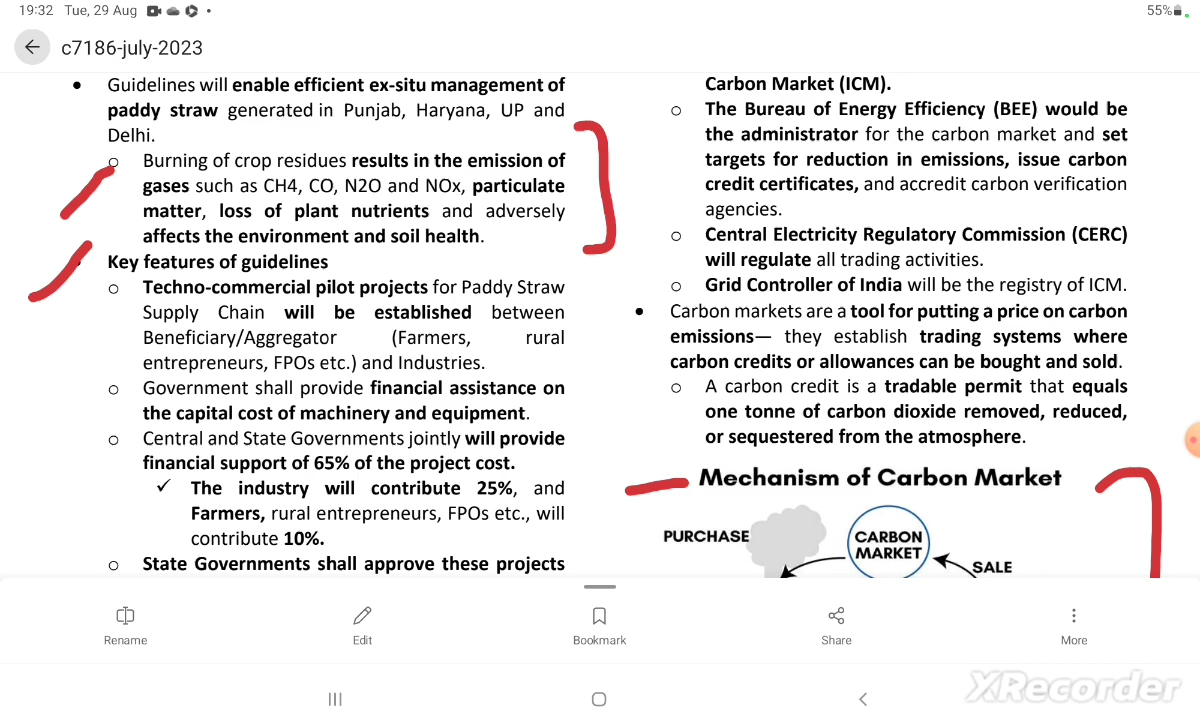 19:32 Tue, 29 Aug
55%
c7186-july-2023
• Guidelines will enable efficient ex-situ management of
paddy straw generated in Punjab, Haryana, UP and
Delhi.
o Burning of crop residues results in the emission of
gases such as CH4, CO, N2O and NOx, particulate
matter, loss of plant nutrients and adversely
affects the environment and soil health.
Key features of guidelines
o Techno-commercial pilot projects for Paddy Straw
Supply Chain will be established between
Beneficiary/Aggregator (Farmers, rural
entrepreneurs, FPOs etc.) and Industries.
o Government shall provide financial assistance on
the capital cost of machinery and equipment.
o Central and State Governments jointly will provide
financial support of 65% of the project cost.
✓ The industry will contribute 25%, and
Farmers, rural entrepreneurs, FPOs etc., will
contribute 10%.
o State Governments shall approve these projects
Carbon Market (ICM).
o The Bureau of Energy Efficiency (BEE) would be
the administrator for the carbon market and set
targets for reduction in emissions, issue carbon
credit certificates, and accredit carbon verification
agencies.
o Central Electricity Regulatory Commission (CERC)
will regulate all trading activities.
o Grid Controller of India will be the registry of ICM.
• Carbon markets are a tool for putting a price on carbon
emissions— they establish trading systems where
carbon credits or allowances can be bought and sold.
o A carbon credit is a tradable permit that equals
one tonne of carbon dioxide removed, reduced,
or sequestered from the atmosphere.
Mechanism of Carbon Market
PURCHASE
CARBON
MARKET
SALE
Rename Edit Bookmark Share More
XRecorder